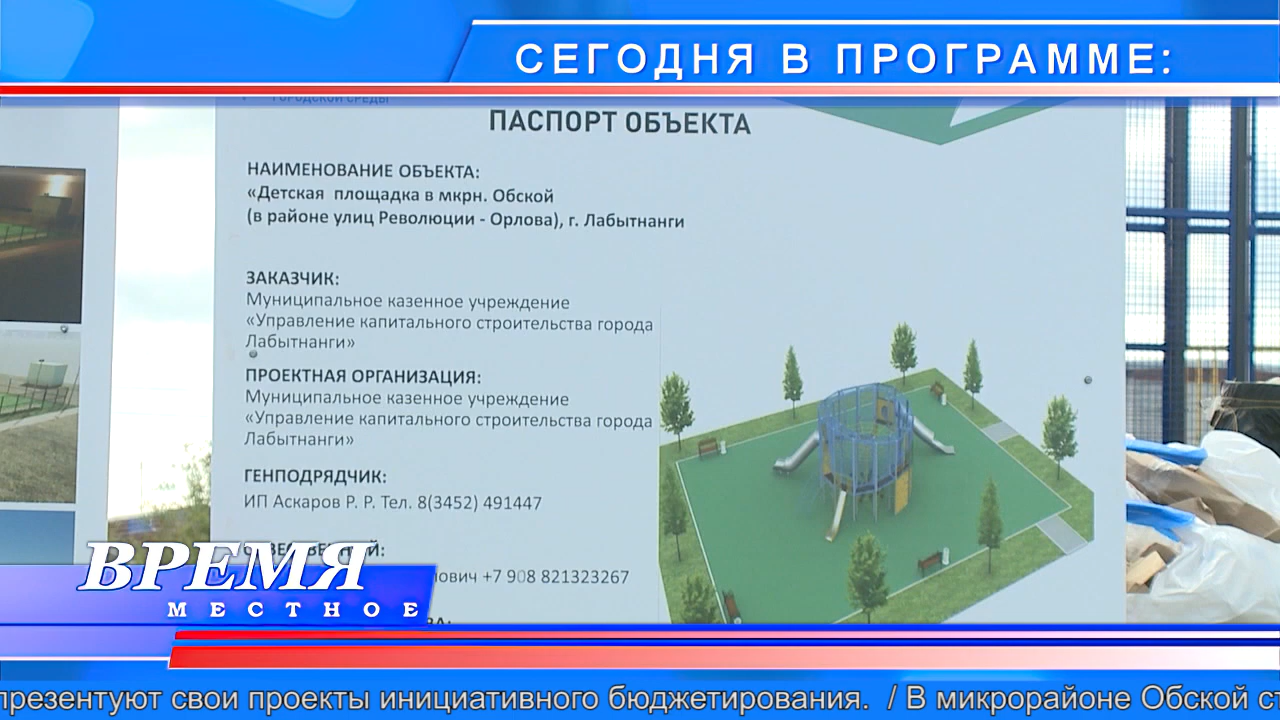 СЕГОДНЯ В ПРОГРАММЕ:
ГОРОДСКОЙ СРЕДЫ
ПАСПОРТ ОБЪЕКТА
НАИМЕНОВАНИЕ ОБЪЕКТА:
«Детская площадка в мкрн. Обской
(в районе улиц Революции - Орлова), г. Лабытнанги
ЗАКАЗЧИК:
Муниципальное казенное учреждение
«Управление капитального строительства города
Лабытнанги»
ПРОЕКТНАЯ ОРГАНИЗАЦИЯ:
Муниципальное казенное учреждение
«Управление капитального строительства города
Лабытнанги»
ГЕНПОДРЯДЧИК:
ИП Аскаров Р. Р. Тел. 8(3452) 491447
+7 908 821323267
ВРЕМЯ
МЕСТНОЕ
презентуют свои проекты инициативного бюджетирования. / В микрорайоне Обской